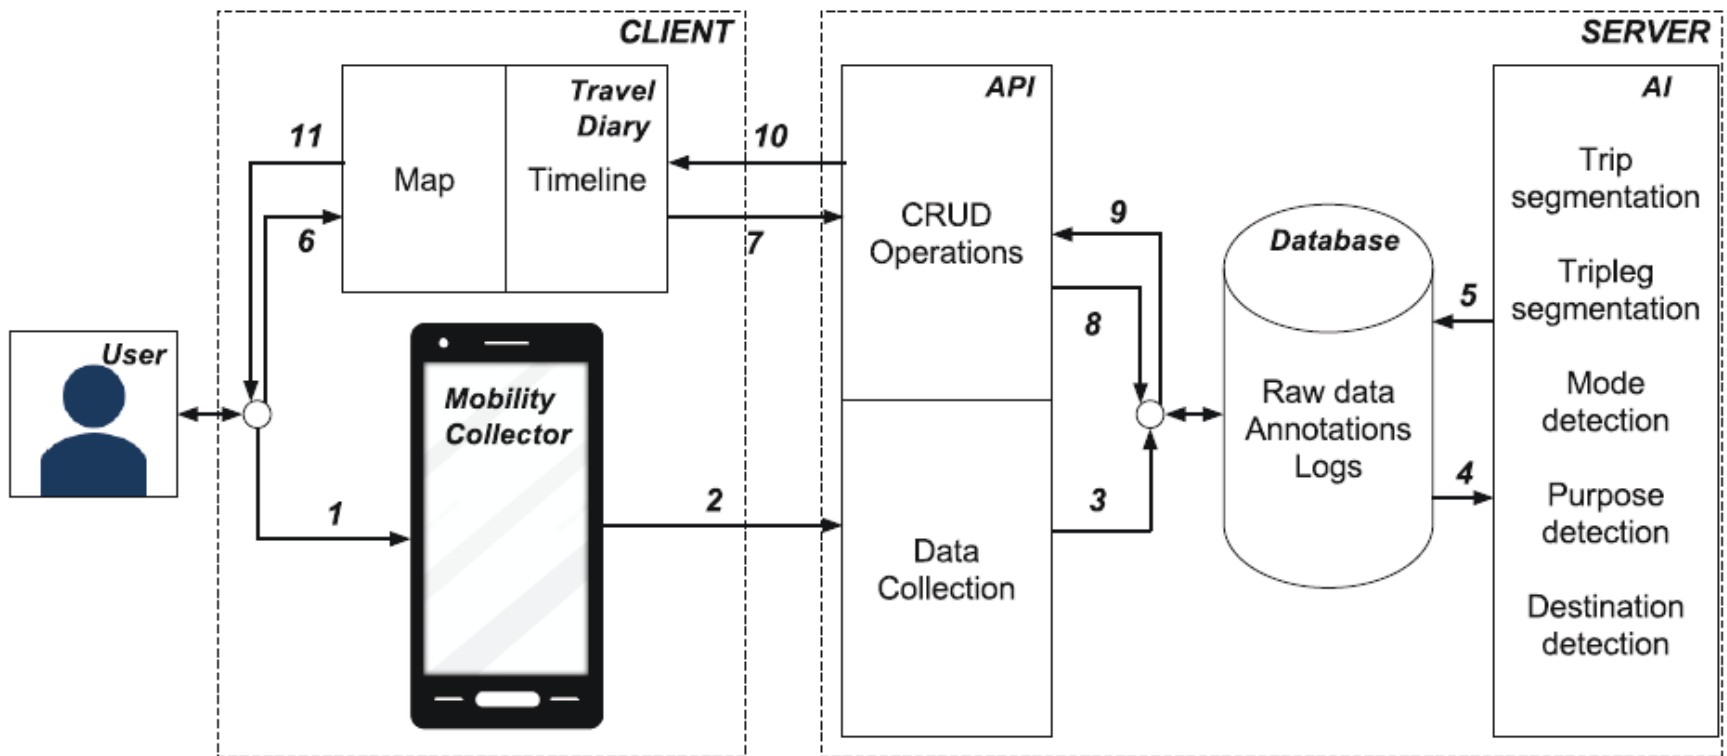 CLIENT
SERVER
Travel
Diary
API
AI
11
10
Map
Timeline
Trip
segmentation
6
7
CRUD
Operations
9
Database
Tripleg
segmentation
8
5
User
Mobility
Collector
Raw data
Annotations
Logs
Mode
detection
1
2
3
4
Purpose
detection
Data
Collection
Destination
detection